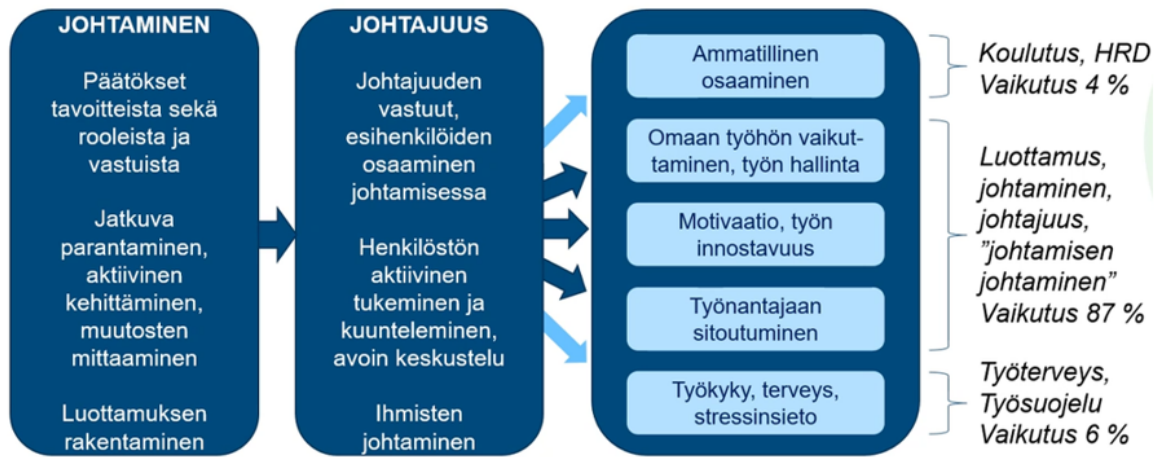 JOHTAMINEN
Päätökset
tavoitteista sekä
rooleista ja
vastuista
Jatkuva
parantaminen,
aktiivinen
kehittäminen,
muutosten
mittaaminen
Luottamuksen
rakentaminen
JOHTAJUUS
Johtajuuden
vastuut,
esihenkilöiden
osaaminen
johtamisessa
Henkilöstön
aktiivinen
tukeminen ja
kuunteleminen,
avoin keskustelu
Ihmisten
johtaminen
Ammatillinen
osaaminen
Omaan työhön vaikut-
taminen, työn hallinta
Motivaatio, työn
innostavuus
Työnantajaan
sitoutuminen
Työkyky, terveys,
stressinsieto
Koulutus, HRD
Vaikutus 4 %
Luottamus,
johtaminen,
johtajuus,
”johtamisen
johtaminen”
Vaikutus 87 %
Työterveys,
Työsuojelu
Vaikutus 6 %